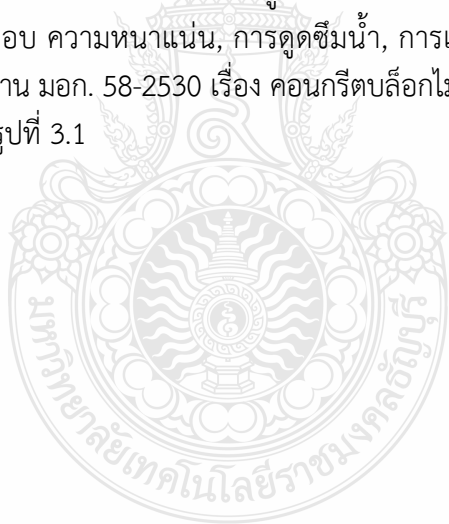 อบ ความหนาแน่น, การดูดซึมน้ำ, การเ
าน มอก. 58-2530 เรื่อง คอนกรีตบล็อกไม
รูปที่ 3.1
มหาวิทยาลัยเทคโนโลยีราชมงคลธัญบุรี